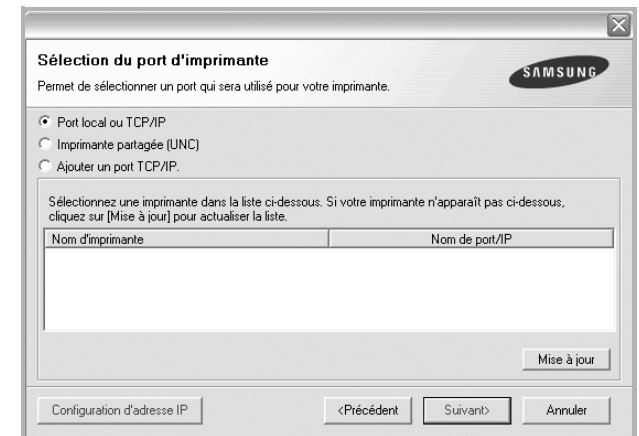 Sélection du port d'imprimante
Permet de sélectionner un port qui sera utilisé pour votre imprimante.
SAMSUNG
Port local ou TCP/IP
Imprimante partagée (UNC)
Ajouter un port TCP/IP.
Sélectionnez une imprimante dans la liste ci-dessous. Si votre imprimante n'apparaît pas ci-dessous,
cliquez sur [Mise à jour] pour actualiser la liste.
Nom d'imprimante Nom de port/IP
Mise à jour
Configuration d'adresse IP <Précédent Suivant> Annuler